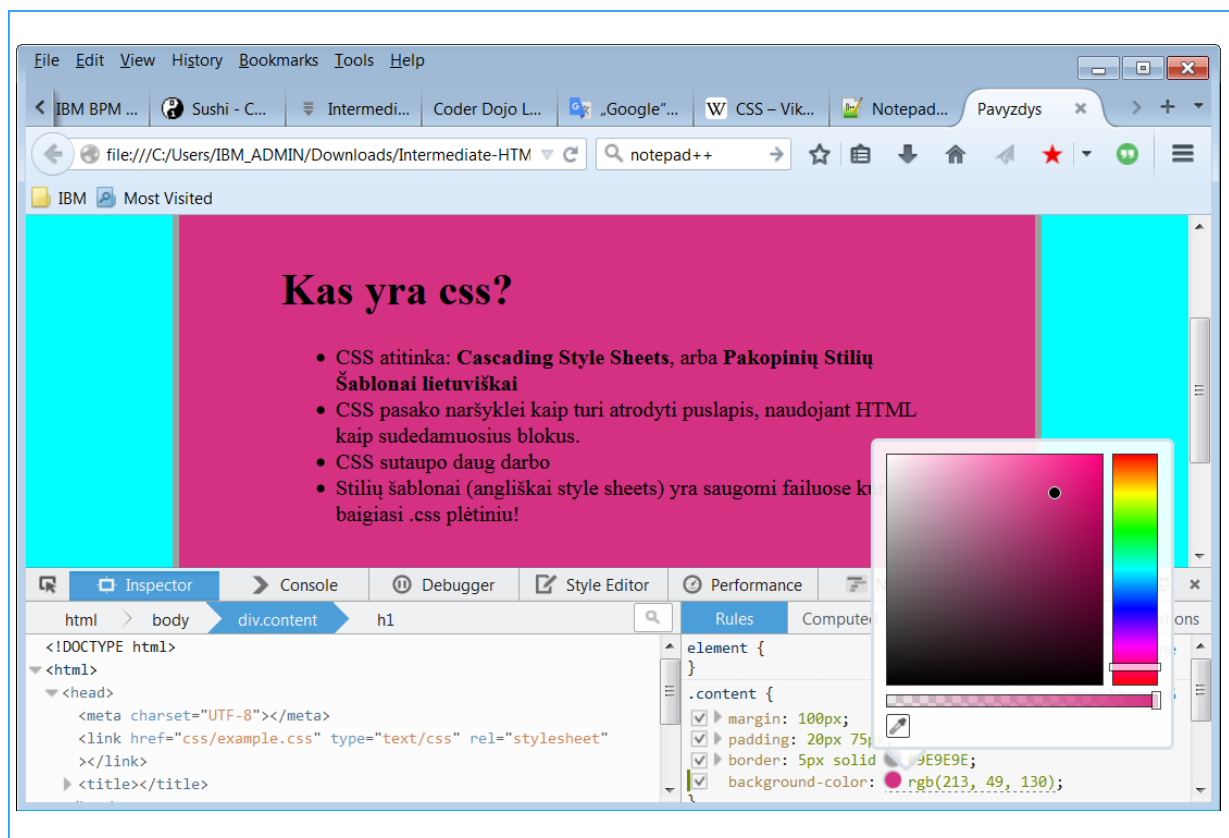 File Edit View History Bookmarks Tools Help
IBM BPM ... Sushi - C... Intermedi... Coder Dojo L... „Google“... W CSS – Vik... Notepad... Pavyzdys
file:///C:/Users/IBM_ADMIN/Downloads/Intermediate-HTM notepad++
IBM Most Visited
Kas yra css?
• CSS atitinka: Cascading Style Sheets, arba Pakopinių Stilių
Šablonai lietuviškai
• CSS pasako naršyklei kaip turi atrodyti puslapis, naudojant HTML
kaip sudedamuosius blokus.
• CSS sutaupo daug darbo
• Stilių šablonai (angliškai style sheets) yra saugomi failuose
baigiasi .css plėtiniu!
Inspector Console Debugger Style Editor Performance
html body div.content h1 Rules
<!DOCTYPE html>
<html>
<head>
<meta charset="UTF-8"></meta>
<link href="css/example.css" type="text/css" rel="stylesheet"
></link>
<title></title>
element {
}
.content {
margin: 100px;
padding: 20px
border: 5px solid #9E9E9E;
background-color: rgb(213, 49, 130);
}